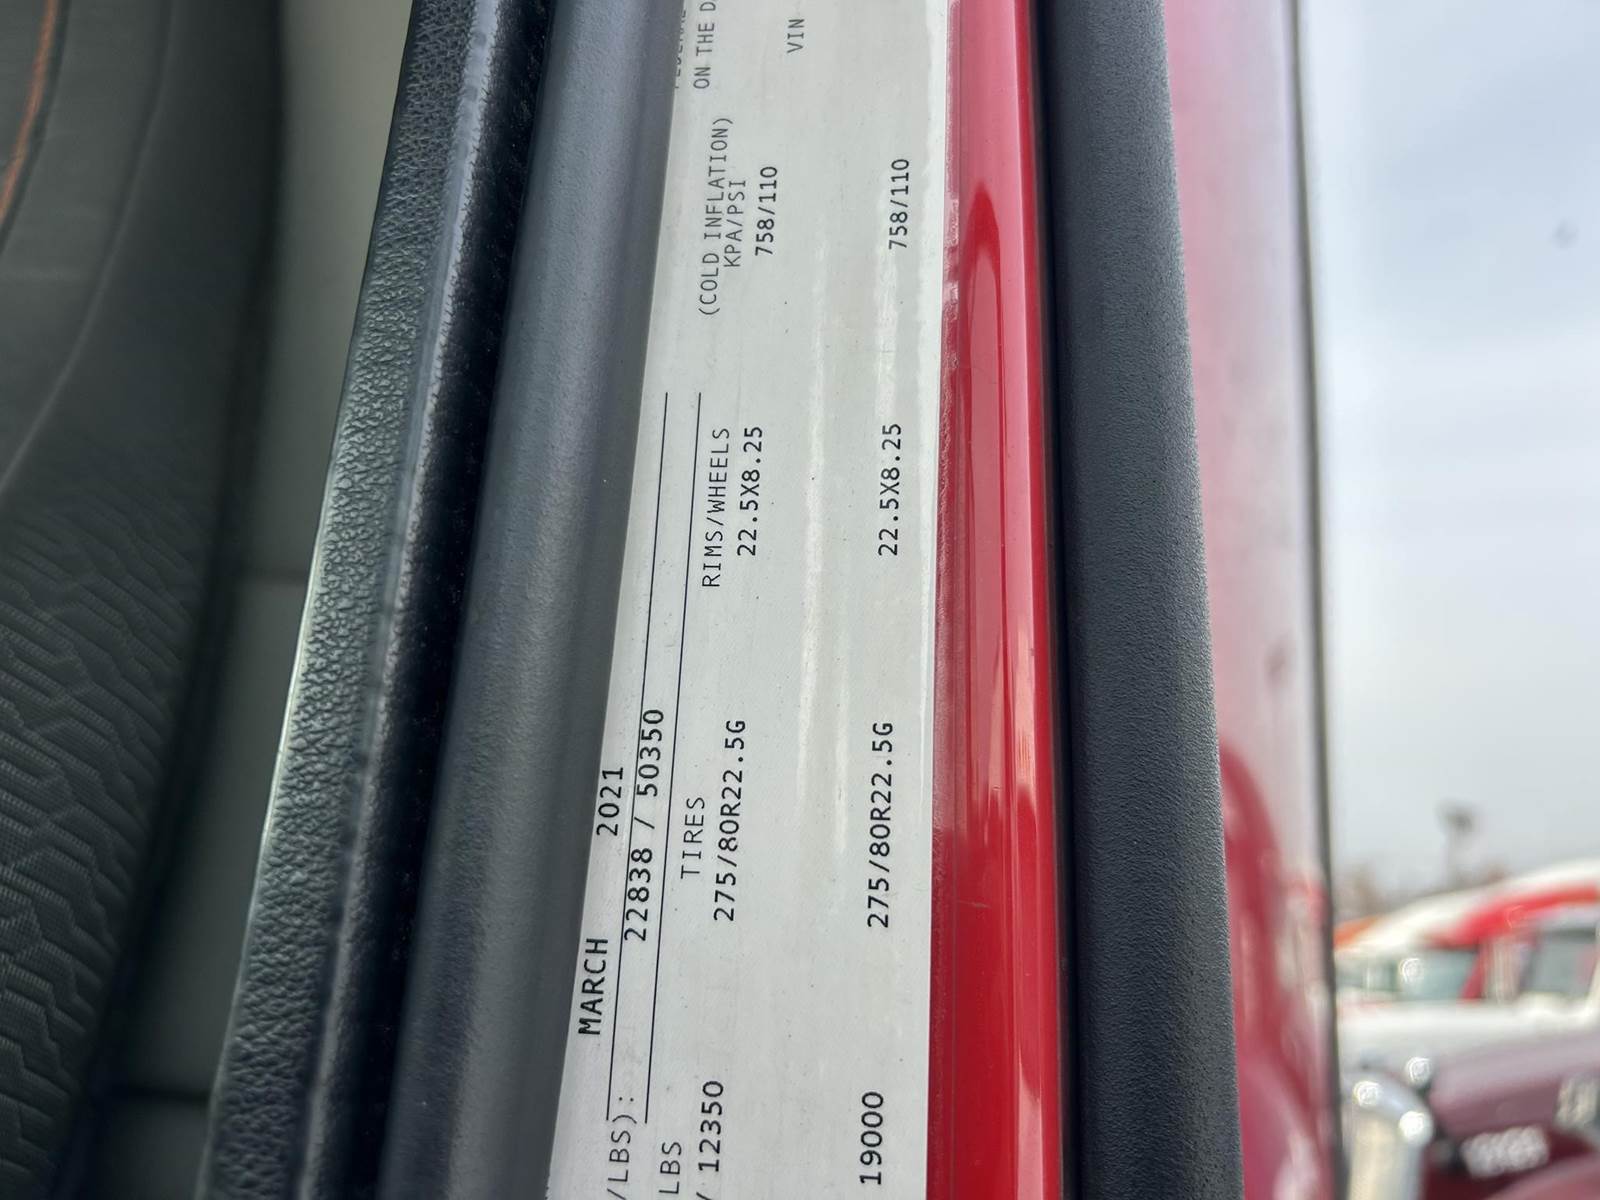 MARCH 2021
/LBS): 22838 / 50350
LBS TIRES RIMS/WHEELS (COLD INFLATION)
KPA/PSI
/ 12350 275/80R22.5G 22.5X8.25 758/110
19000 275/80R22.5G 22.5X8.25 758/110
ON THE D
VIN